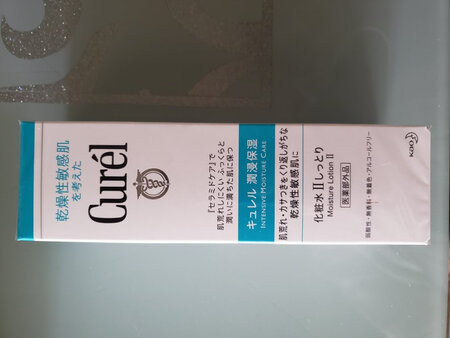 乾燥性敏感肌
を考えた
Curél
「セラミドケア」で
肌荒れしにくい ふっくらと
潤いに満ちた肌に保つ
キュレル 潤浸保湿
INTENSIVE MOISTURE CARE
肌荒れ・カサつきをくり返しがちな
乾燥性敏感肌に
化粧水 II しっとり
Moisture Lotion II
医薬部外品
弱酸性・無香料・無着色・アルコールフリー
Kao